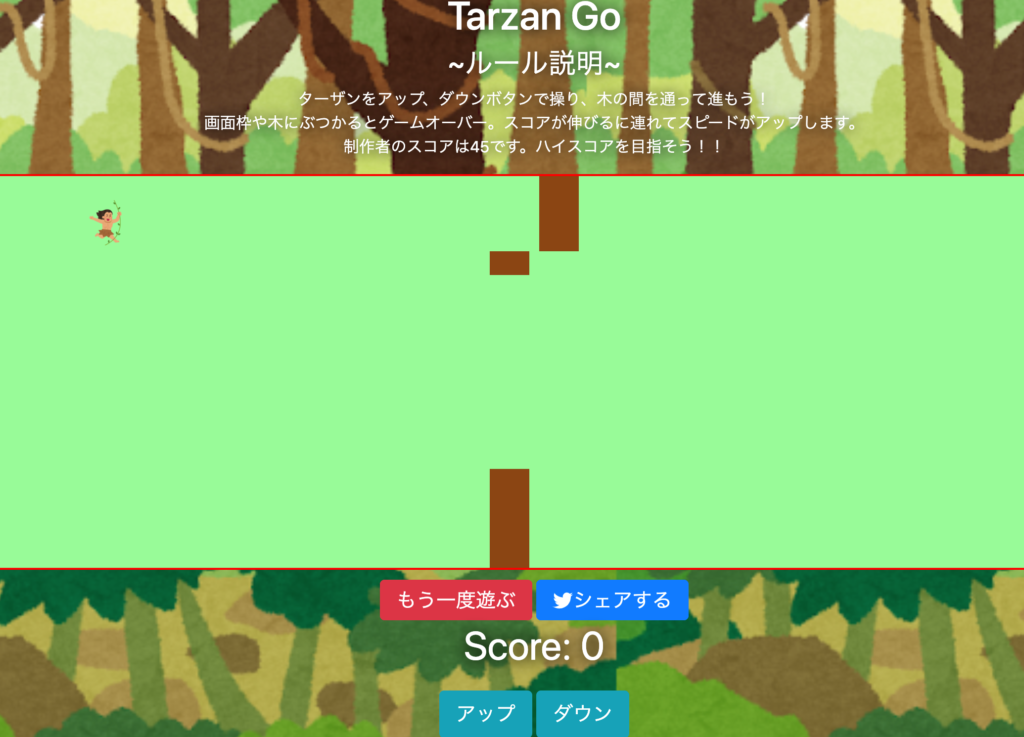 Tarzan Go
~ルール説明~
ターザンをアップ、ダウンボタンで操り、木の間を通って進もう！
画面枠や木にぶつかるとゲームオーバー。スコアが伸びるに連れてスピードがアップします。
制作者のスコアは45です。ハイスコアを目指そう！！
もう一度遊ぶ シェアする
Score: 0
アップ ダウン